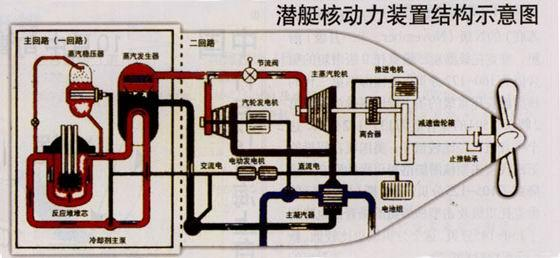 潜艇核动力装置结构示意图
主回路（一回路）
二回路
蒸汽稳压器
蒸汽发生器
节流阀
主蒸汽轮机
推进电机
汽轮发电机
离合器
减速齿轮箱
止推轴承
交流电
电动发电机
直流电
反应堆堆芯
主凝汽器
电池组
冷却剂主泵